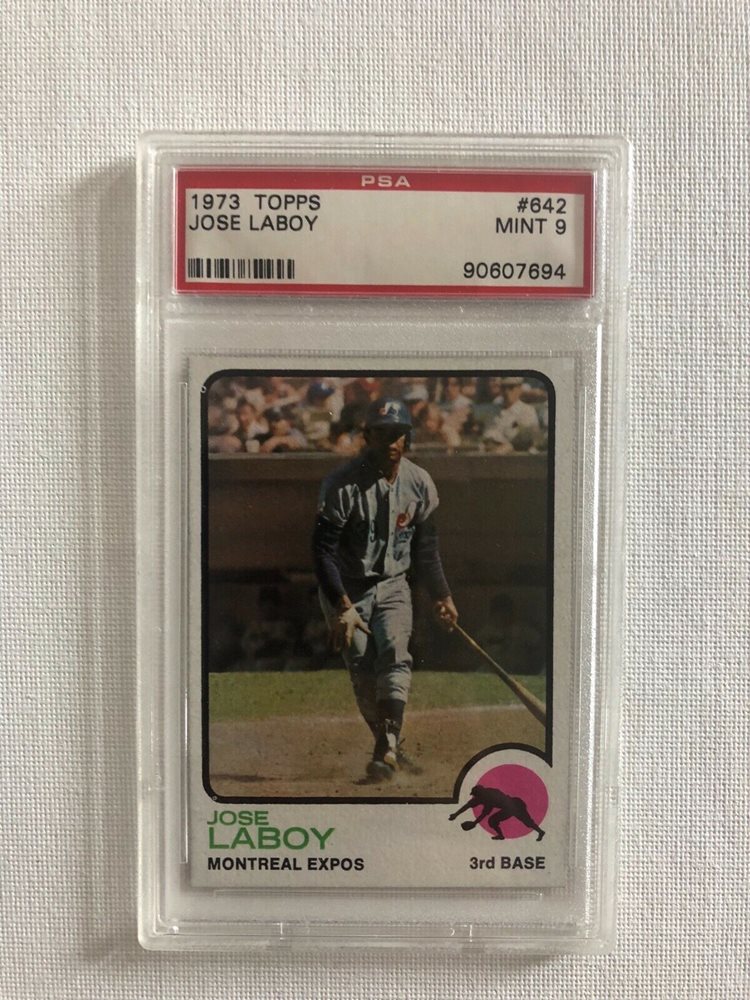 PSA
1973 TOPPS #642
JOSE LABOY MINT 9
90607694
JOSE
LABOY
MONTREAL EXPOS 3rd BASE